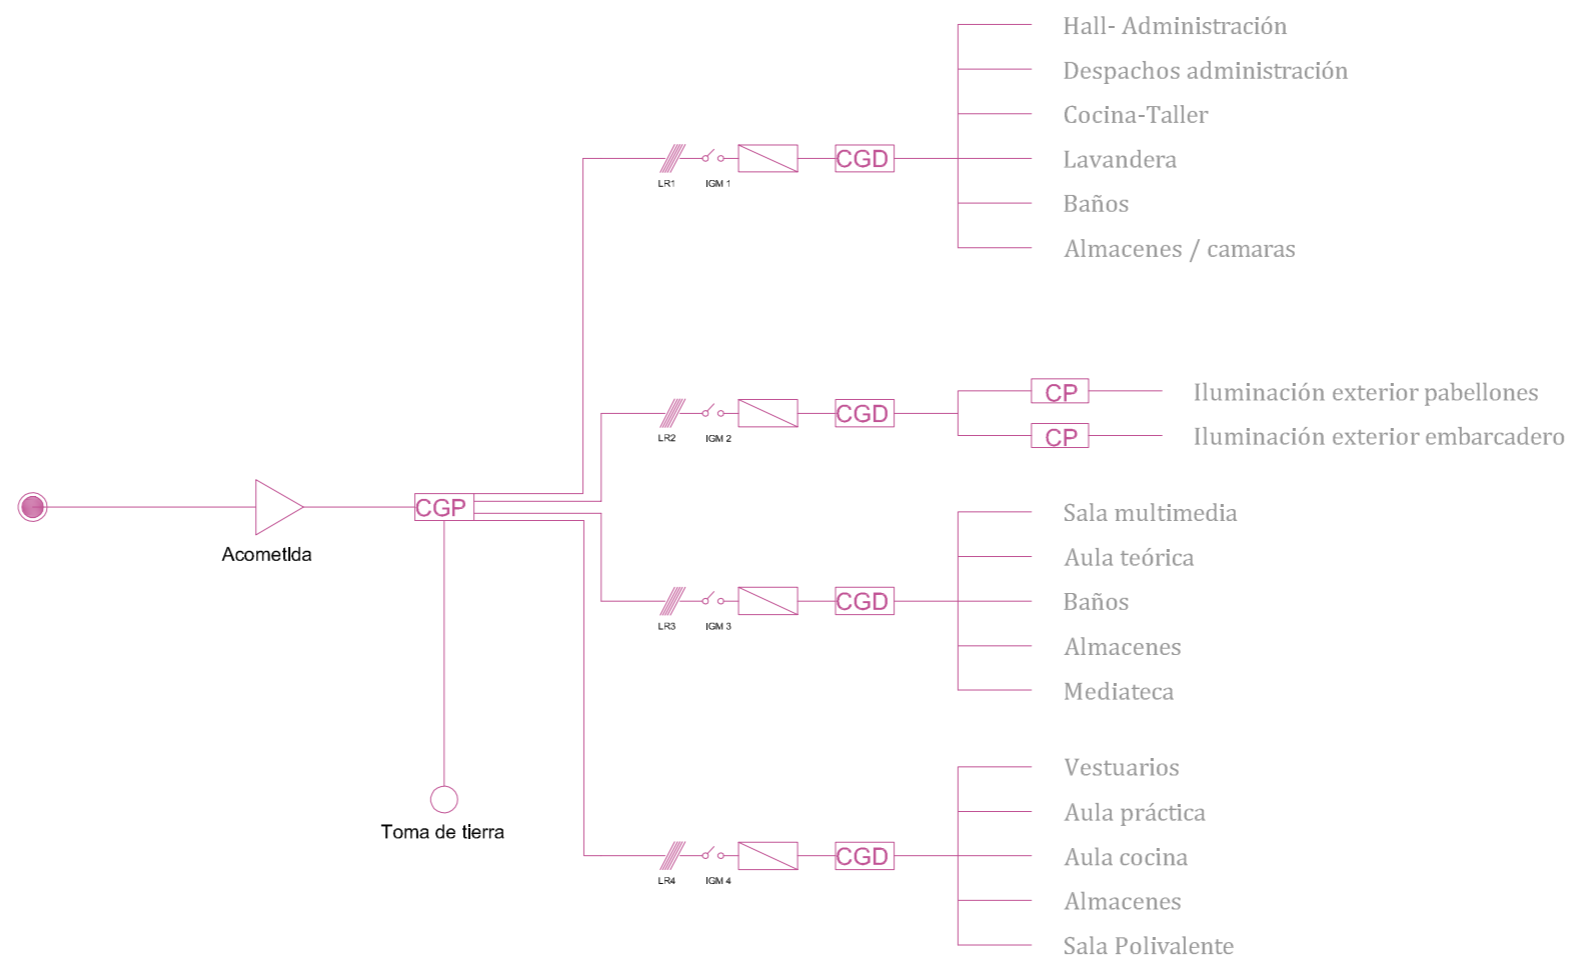 Hall- Administración
Despachos administración
Cocina-Taller
CGD
Lavandera
LR1
IGM 1
Baños
Almacenes / camaras
CP
Iluminación exterior pabellones
CGD
LR2
IGM 2
CP
Iluminación exterior embarcadero
CGP
Acometida
Sala multimedia
Aula teórica
CGD
Baños
LR3
IGM 3
Almacenes
Mediateca
Toma de tierra
Vestuarios
Aula práctica
CGD
Aula cocina
LR4
IGM 4
Almacenes
Sala Polivalente